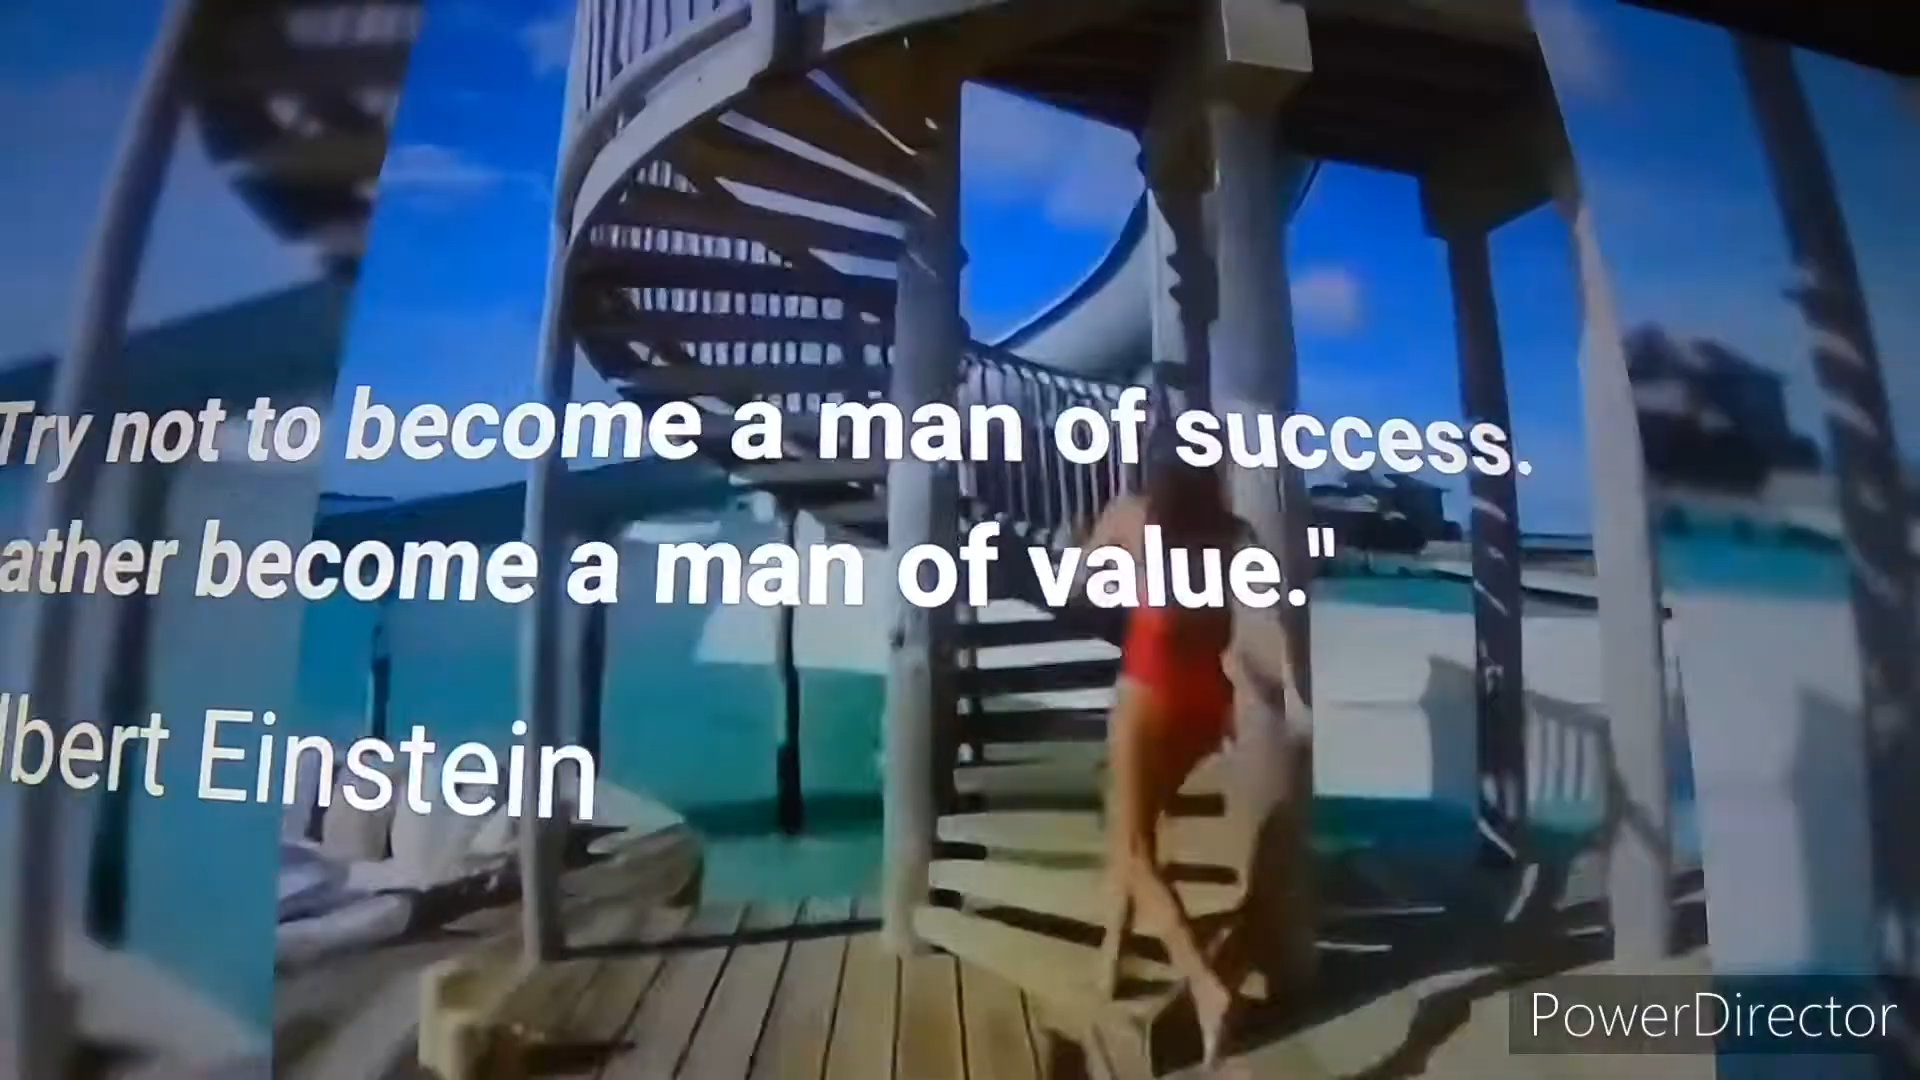 Try not to become a man of success.
ather become a man of value."
lbert Einstein
PowerDirector